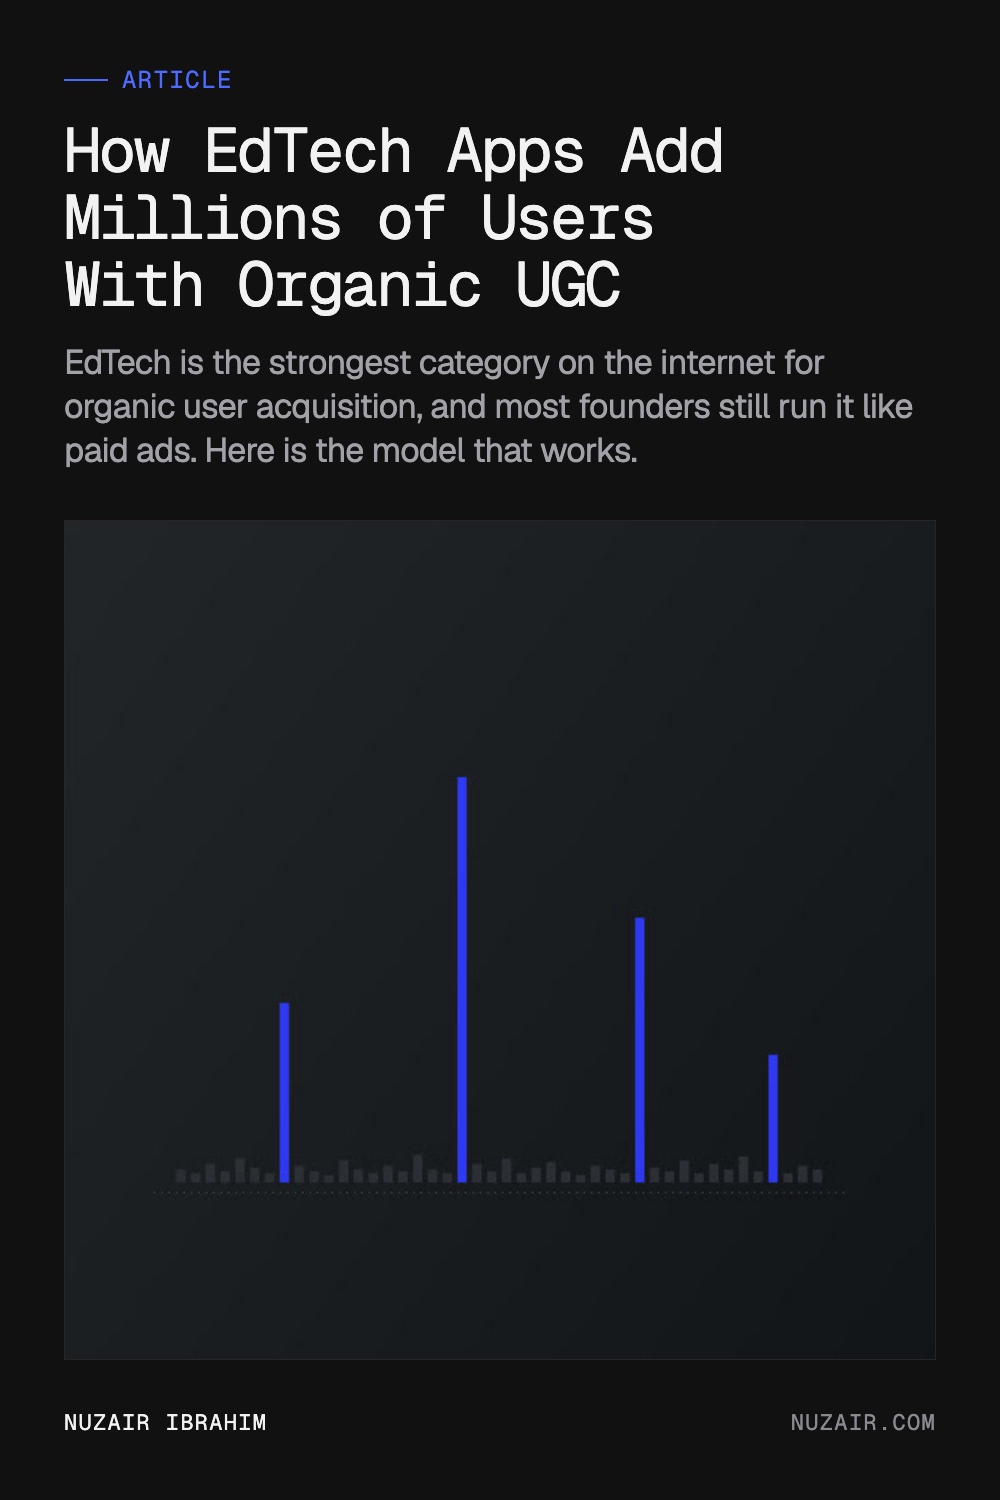 ARTICLE
How EdTech Apps Add
Millions of Users
With Organic UGC
EdTech is the strongest category on the internet for
organic user acquisition, and most founders still run it like
paid ads. Here is the model that works.
NUZAIR IBRAHIM
NUZAIR.COM